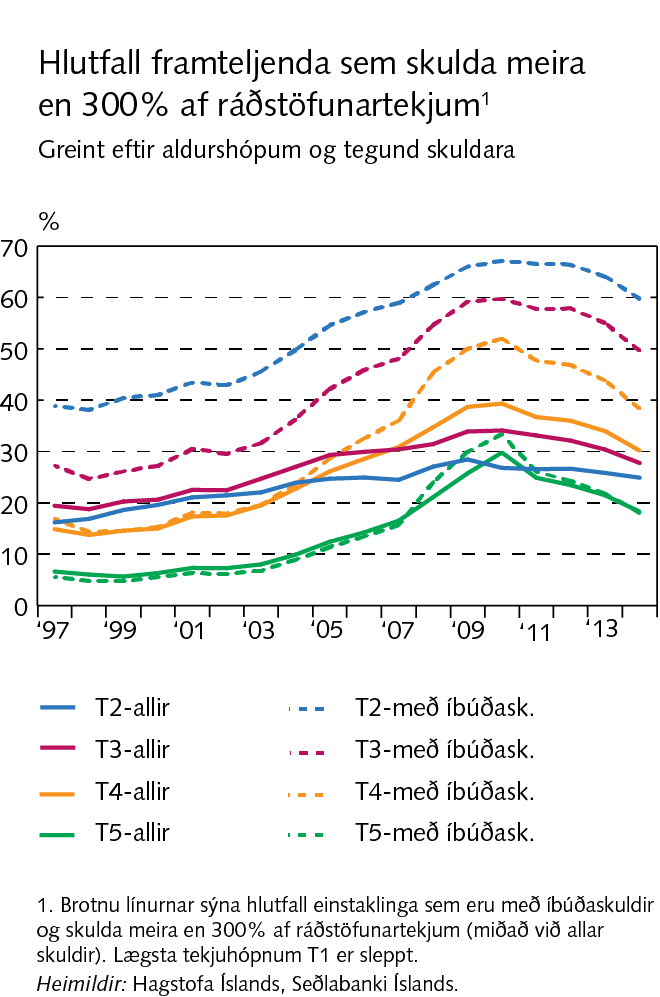 Hlutfall framteljenda sem skulda meira
en 300% af ráðstöfunartekjum¹
Greint eftir aldurshópum og tegund skuldara
%
70
60
50
40
30
20
10
0
‘97 ‘99 ‘01 ‘03 ‘05 ‘07 ‘09 ‘11 ‘13
T2-allir T2-með íbúðask.
T3-allir T3-með íbúðask.
T4-allir T4-með íbúðask.
T5-allir T5-með íbúðask.
1. Brotnu línurnar sýna hlutfall einstaklinga sem eru með íbúðaskuldir
og skulda meira en 300% af ráðstöfunartekjum (miðað við allar
skuldir). Lægsta tekjuhópnum T1 er sleppt.
Heimildir: Hagstofa Íslands, Seðlabanki Íslands.